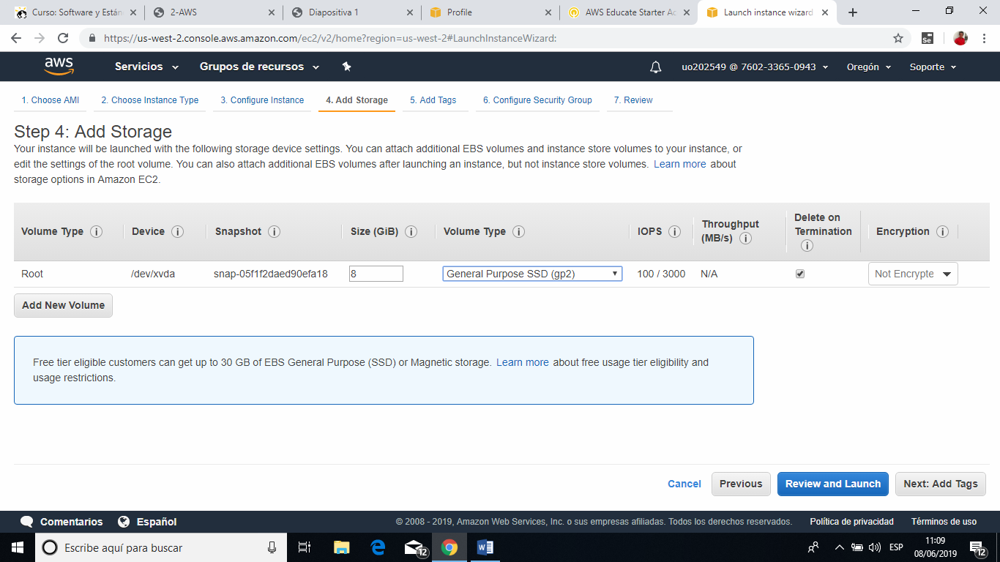 Curso: Software y Están
2-AWS
Diapositiva 1
Profile
AWS Educate Starter Ac
Launch instance wizard
https://us-west-2.console.aws.amazon.com/ec2/v2/home?region=us-west-2#LaunchInstanceWizard:
se
aws
Servicios
Grupos de recursos
uo202549 @ 7602-3365-0943
Oregón
Soporte
1. Choose AMI
2. Choose Instance Type
3. Configure Instance
4. Add Storage
5. Add Tags
6. Configure Security Group
7. Review
Step 4: Add Storage
Your instance will be launched with the following storage device settings. You can attach additional EBS volumes and instance store volumes to your instance, or
edit the settings of the root volume. You can also attach additional EBS volumes after launching an instance, but not instance store volumes. Learn more about
storage options in Amazon EC2.
Volume Type
Device
Snapshot
Size (GiB)
Volume Type
IOPS
Throughput
(MB/s)
Delete on
Termination
Encryption
Root
/dev/xvda
snap-05f1f2daed90efa18
8
General Purpose SSD (gp2)
100 / 3000
N/A
Not Encrypte
Add New Volume
Free tier eligible customers can get up to 30 GB of EBS General Purpose (SSD) or Magnetic storage. Learn more about free usage tier eligibility and
usage restrictions.
Cancel
Previous
Review and Launch
Next: Add Tags
Comentarios
Español
© 2008 - 2019, Amazon Web Services, Inc. o sus empresas afiliadas. Todos los derechos reservados.
Política de privacidad
Términos de uso
Escribe aquí para buscar
12
ESP
11:09
08/06/2019
12